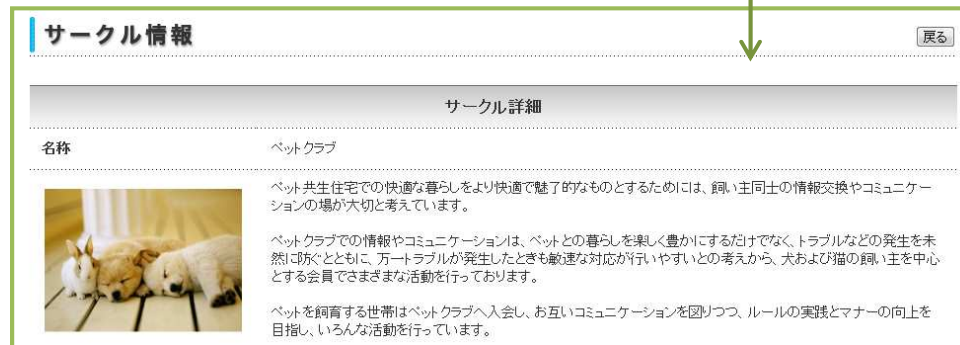 サークル情報
戻る
サークル詳細
名称
ペットクラブ
ペット共生住宅での快適な暮らしをより快適で魅了的なものとするためには、飼い主同士の情報交換やコミュニケー
ションの場が大切と考えています。
ペットクラブでの情報やコミュニケーションは、ペットとの暮らしを楽しく豊かにするだけでなく、トラブルなどの発生を未
然に防ぐとともに、万一トラブルが発生したときも敏速な対応が行いやすいとの考えから、犬および猫の飼い主を中心
とする会員でさまざまな活動を行っております。
ペットを飼育する世帯はペットクラブへ入会し、お互いコミュニケーションを図りつつ、ルールの実践とマナーの向上を
目指し、いろんな活動を行っています。